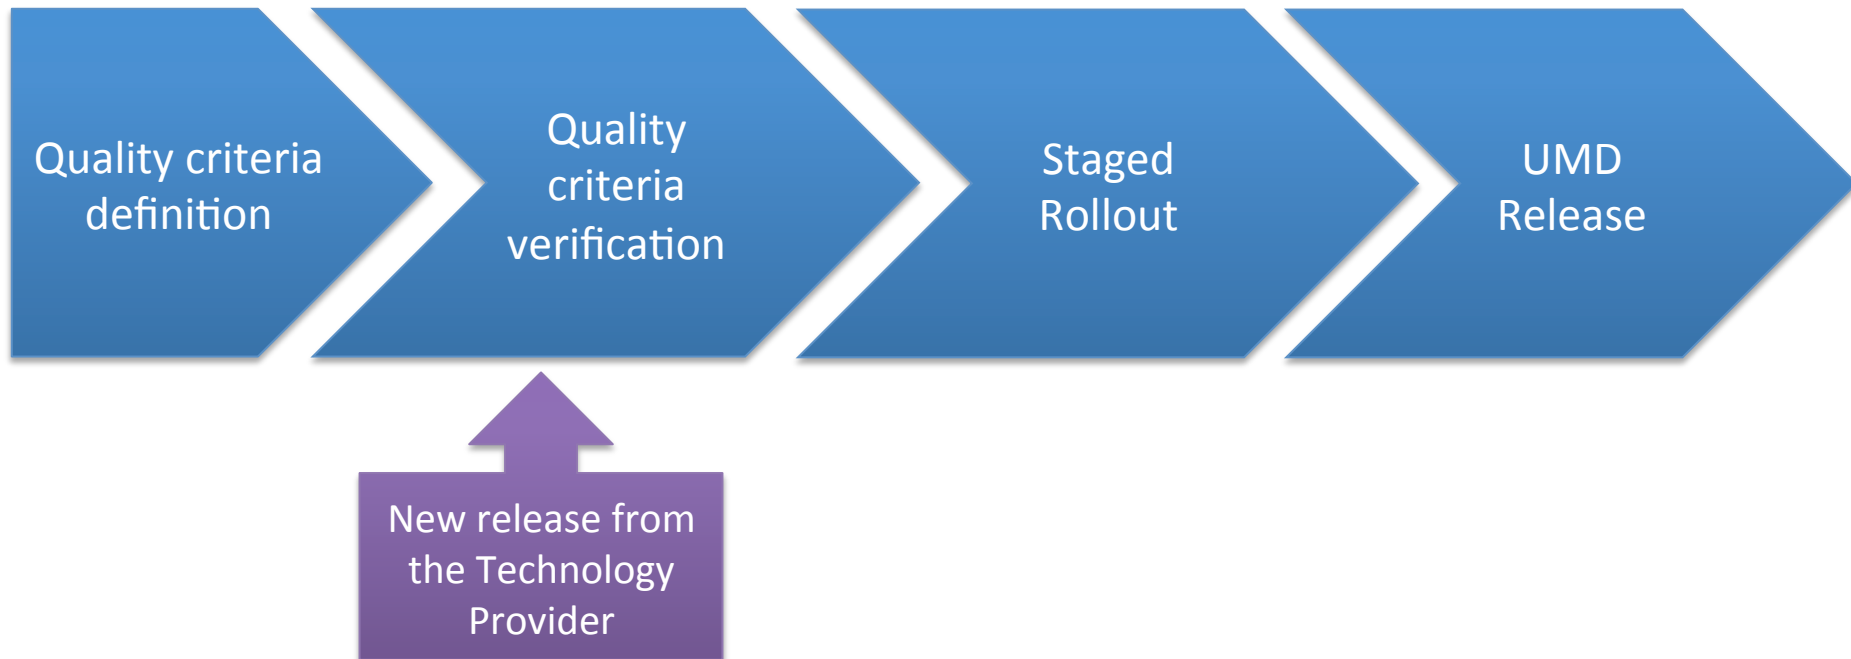 Quality criteria
definition
Quality
criteria
verification
Staged
Rollout
UMD
Release
New release from
the Technology
Provider